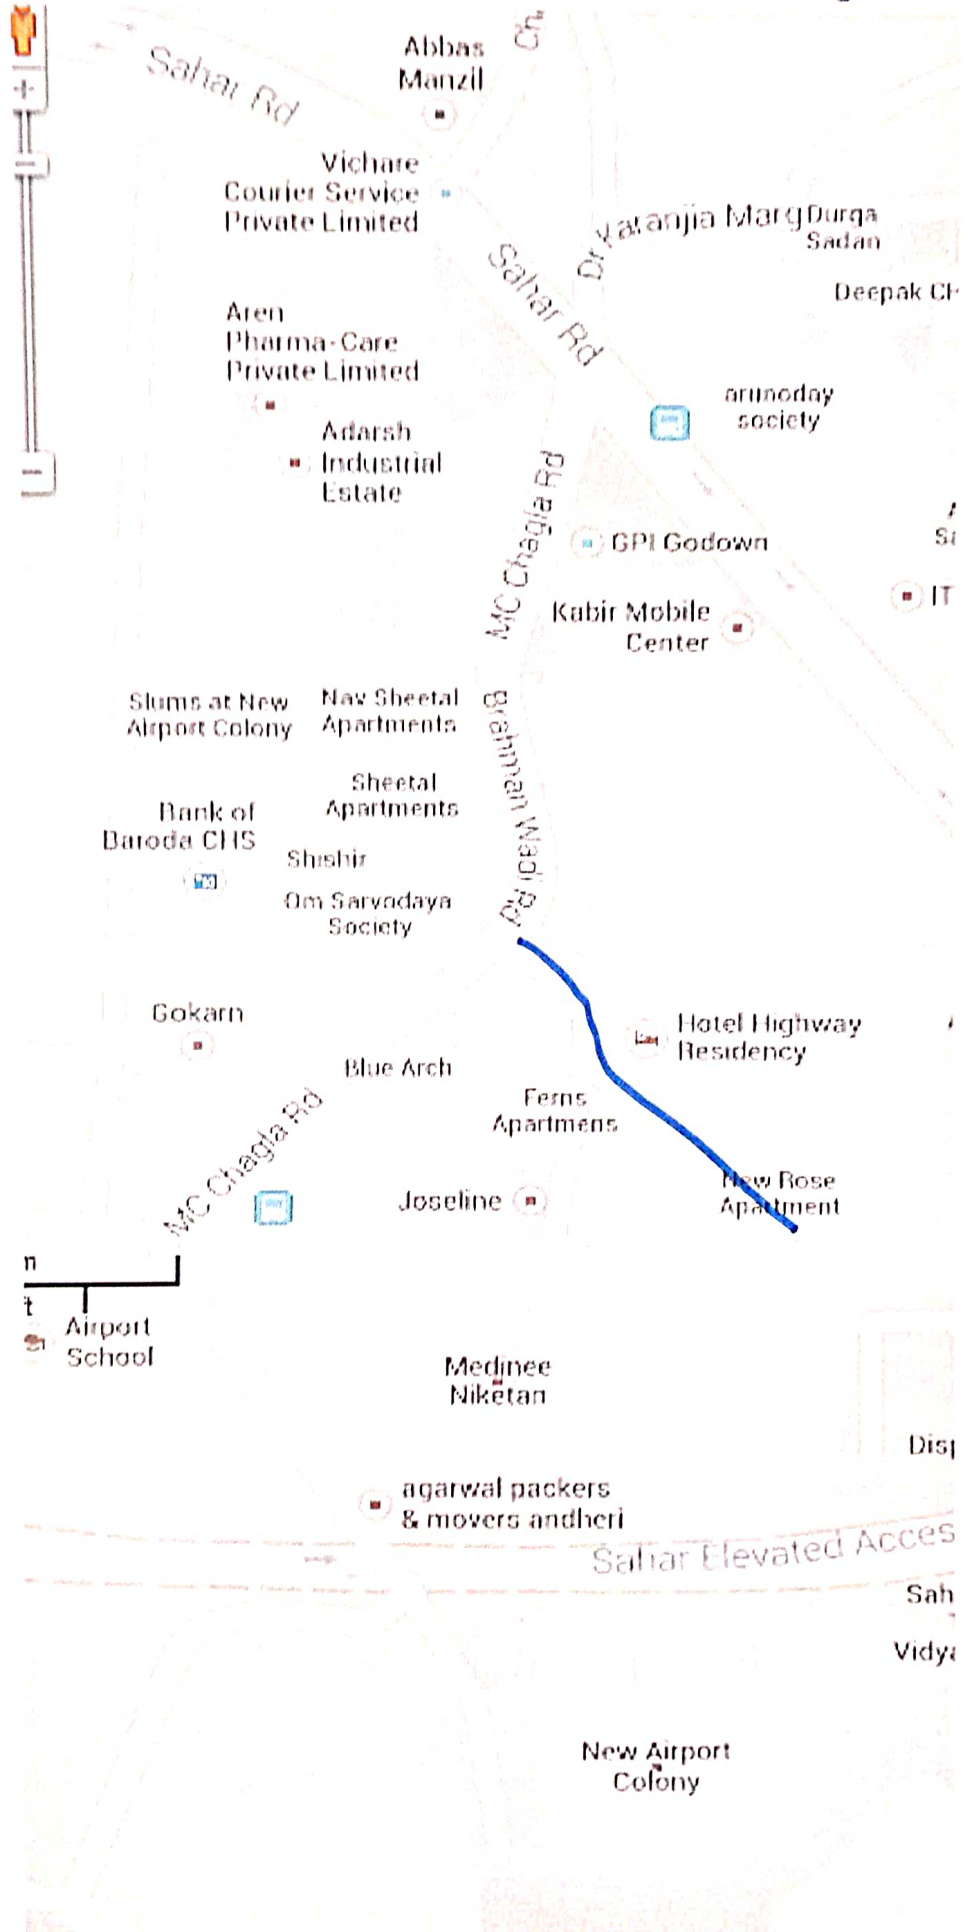 Ch.
Abbas
Manzil
Sahar Rd
Vichare
Courier Service
Private Limited
Dr Karanjia Marg
Durga
Sadan
Sahar Rd
Deepak
Aren
Pharma-Care
Private Limited
arunoday
society
Adarsh
Industrial
Estate
MC Chagla Rd
GPI Godown
IT
Kabir Mobile
Center
Slums at New
Airport Colony
Nav Sheetal
Apartments
Brahman Wadi Rd
Sheetal
Apartments
Bank of
Baroda CHS
Shishir
Om Sarvodaya
Society
Gokarn
Hotel Highway
Residency
Blue Arch
Ferns
Apartmens
MC Chagla Rd
New Rose
Apartment
Joseline
n
t
Airport
School
Medinee
Niketan
Disp
agarwal packers
& movers andheri
Sahar Elevated Acces
Sah
Vidya
New Airport
Colony